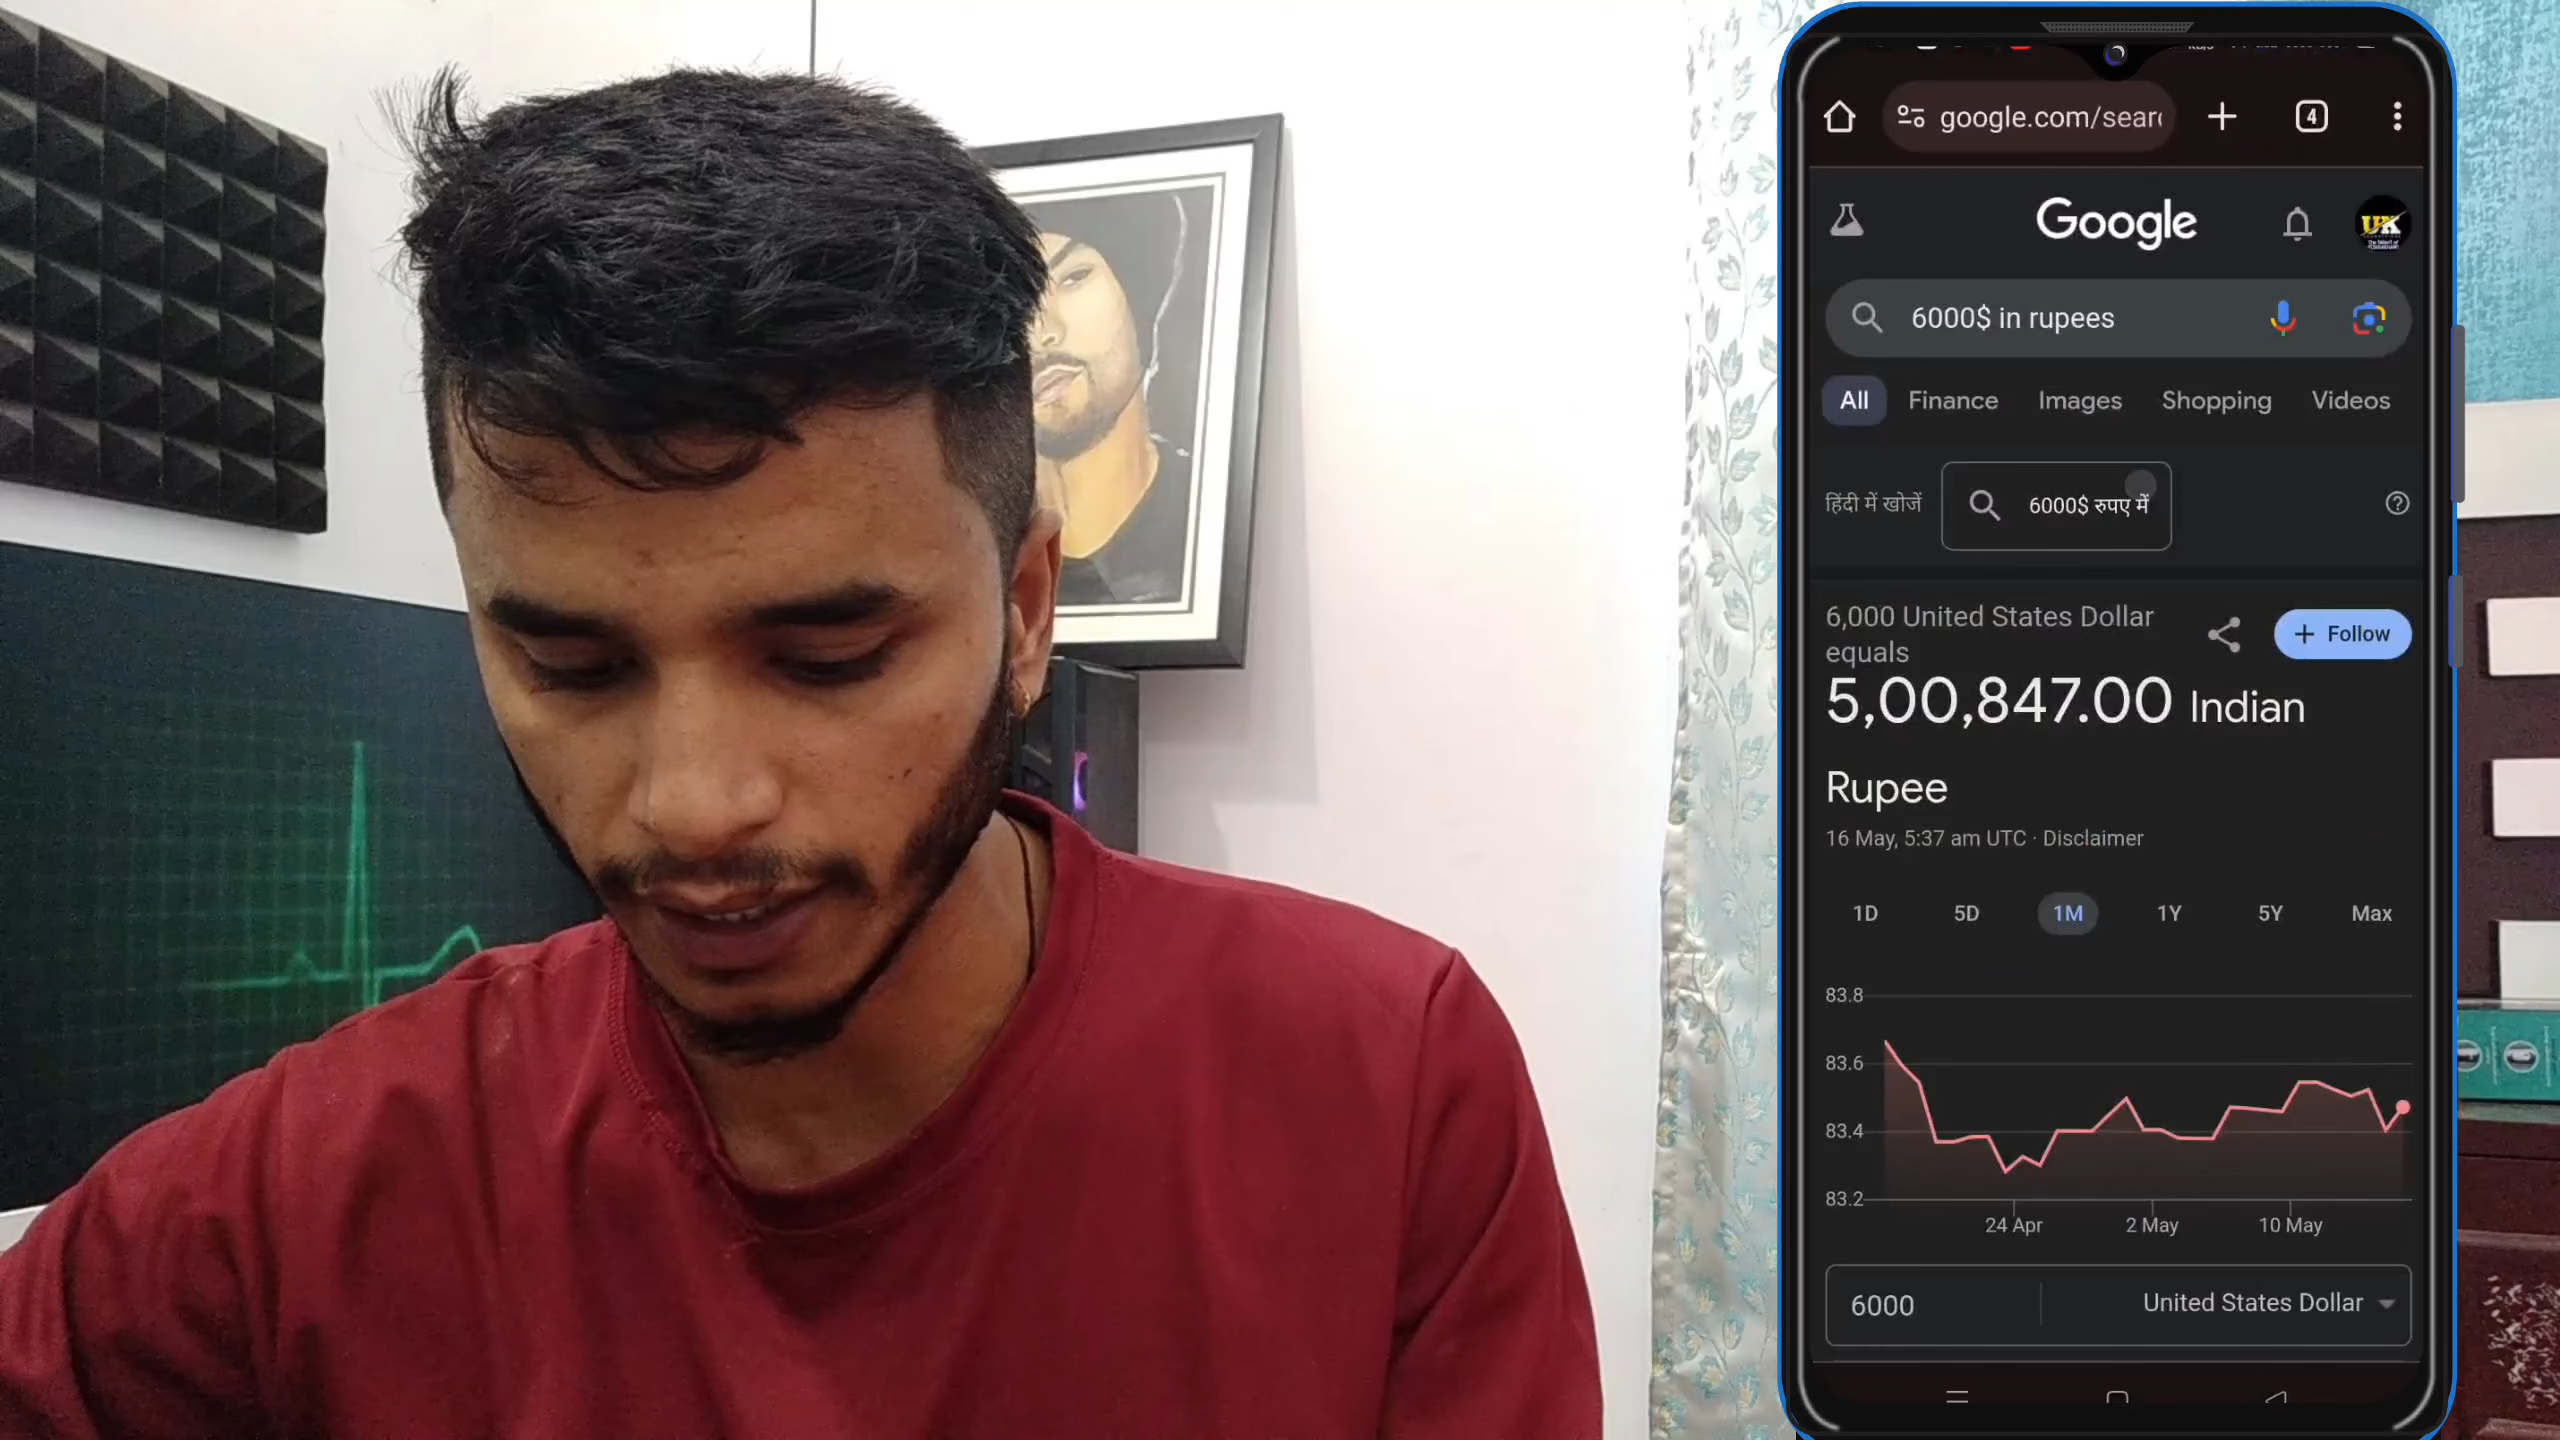 google.com/sear
4
Google
UK
6000$ in rupees
All Finance Images Shopping Videos
हिंदी में खोजें 6000$ रुपए में
6,000 United States Dollar
equals
Follow
5,00,847.00 Indian
Rupee
16 May, 5:37 am UTC · Disclaimer
1D 5D 1M 1Y 5Y Max
83.8
83.6
83.4
83.2
24 Apr 2 May 10 May
6000 United States Dollar